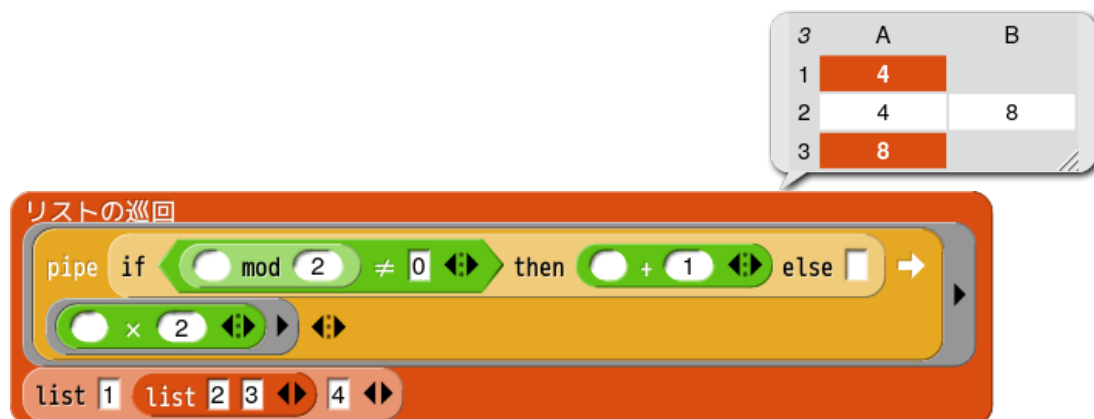 3 A B
1 4
2 4 8
3 8
リストの巡回
pipe if mod 2 ≠ 0 then + 1 else
× 2
list 1 list 2 3 4